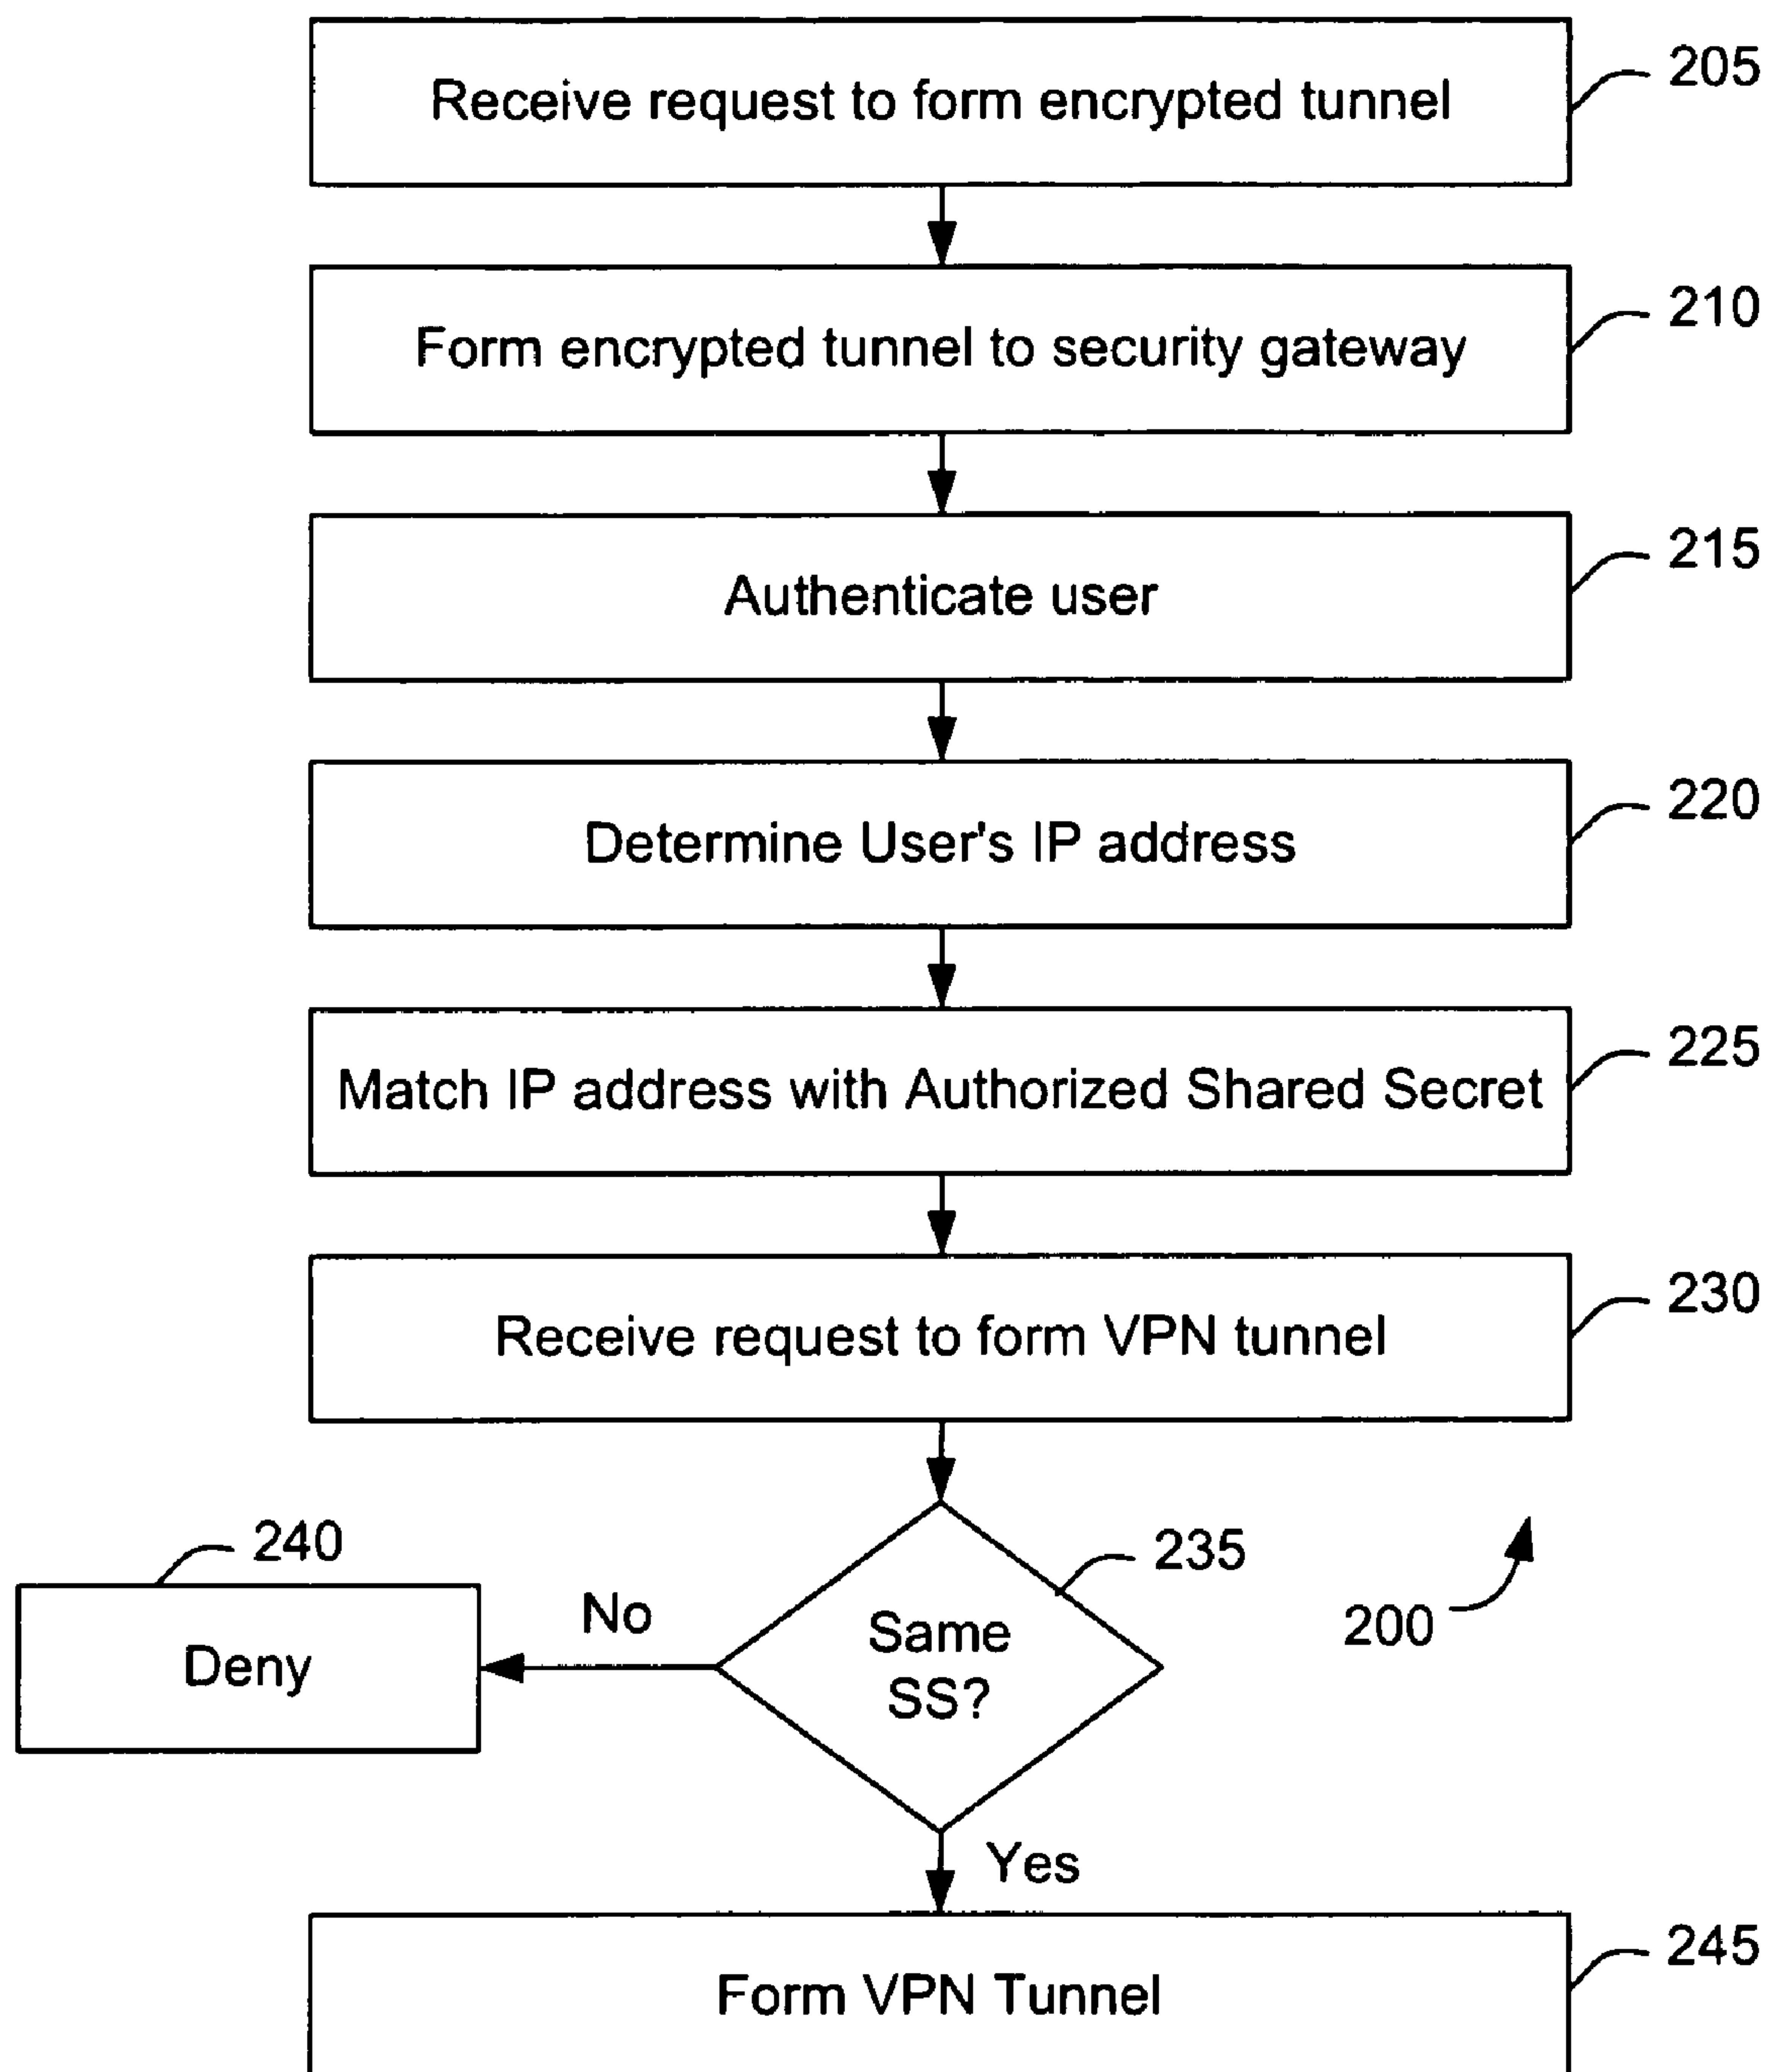 Receive request to form encrypted tunnel
205
Form encrypted tunnel to security gateway
210
Authenticate user
215
Determine User's IP address
220
Match IP address with Authorized Shared Secret
225
Receive request to form VPN tunnel
230
240
Deny
No
Same
SS?
235
200
Yes
Form VPN Tunnel
245